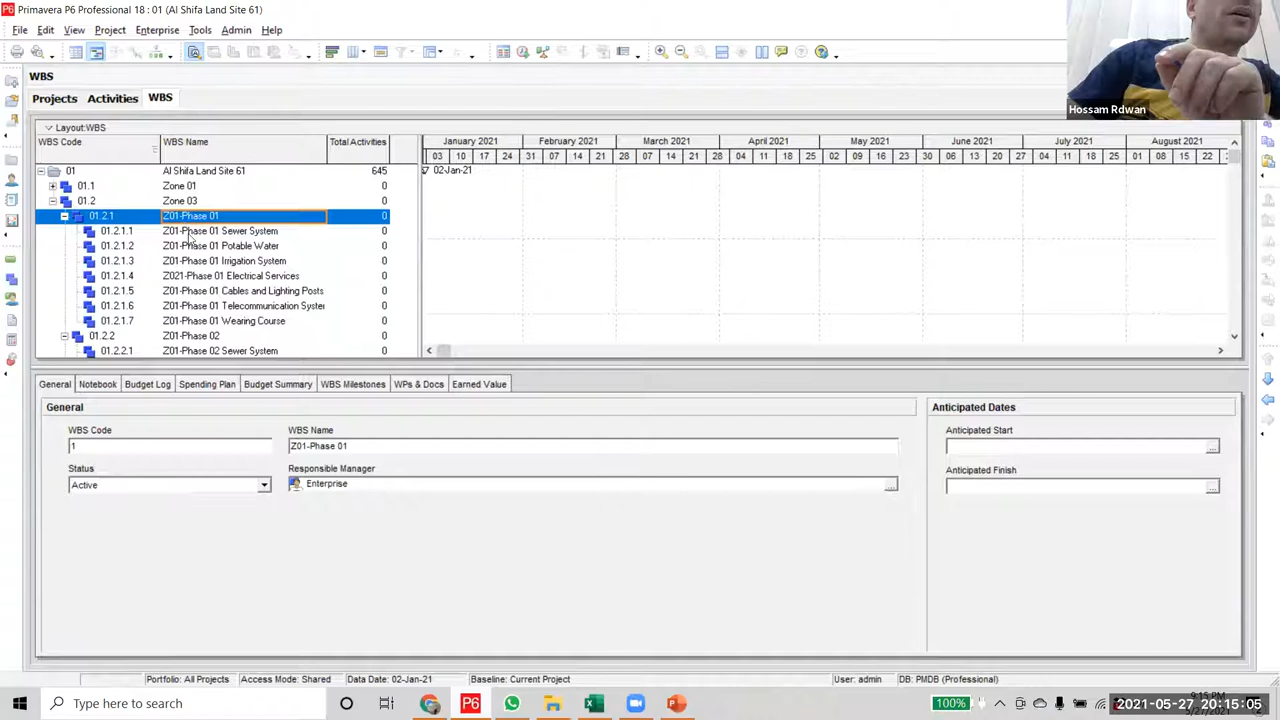 Primavera P6 Professional 18 : 01 (Al Shifa Land Site 61)
File Edit View Project Enterprise Tools Admin Help
Hossam Rdwan
WBS
Projects Activities WBS
Layout:WBS
WBS Code WBS Name Total Activities
January 2021 February 2021 March 2021 April 2021 May 2021 June 2021 July 2021 August 2021
03 10 17 24 31 07 14 21 28 07 14 21 28 04 11 18 25 02 09 16 23 30 06 13 20 27 04 11 18 25 01 08 15 22
01 Al Shifa Land Site 61 645 02-Jan-21
01.1 Zone 01 0
01.2 Zone 03 0
01.2.1 Z01-Phase 01 0
01.2.1.1 Z01-Phase 01 Sewer System 0
01.2.1.2 Z01-Phase 01 Potable Water 0
01.2.1.3 Z01-Phase 01 Irrigation System 0
01.2.1.4 Z021-Phase 01 Electrical Services 0
01.2.1.5 Z01-Phase 01 Cables and Lighting Posts 0
01.2.1.6 Z01-Phase 01 Telecommunication Syster 0
01.2.1.7 Z01-Phase 01 Wearing Course 0
01.2.2 Z01-Phase 02 0
01.2.2.1 Z01-Phase 02 Sewer System 0
General Notebook Budget Log Spending Plan Budget Summary WBS Milestones WPs & Docs Earned Value
General
WBS Code WBS Name
1 Z01-Phase 01
Status Responsible Manager
Active Enterprise
Anticipated Dates
Anticipated Start
Anticipated Finish
Portfolio: All Projects Access Mode: Shared Data Date: 02-Jan-21 Baseline: Current Project User: admin DB: PMDB (Professional)
Type here to search
100%
2021-05-27 20:15:05